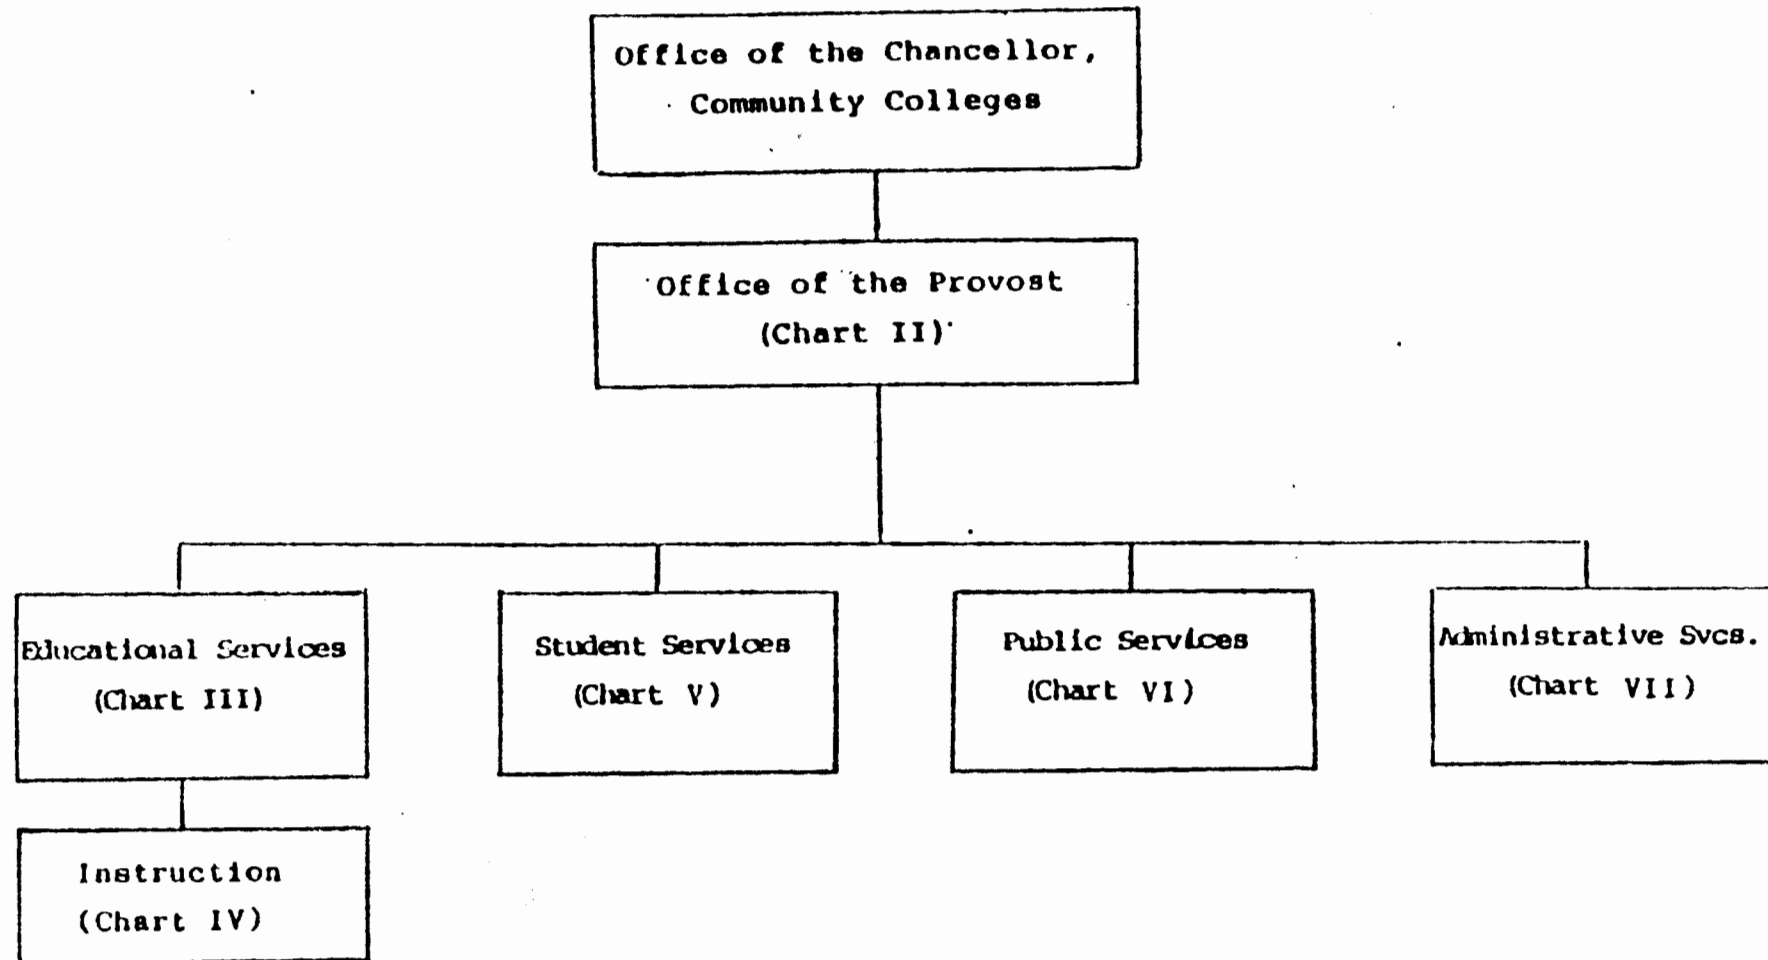 Office of the Chancellor,
Community Colleges
Office of the Provost
(Chart II)
Educational Services
(Chart III)
Student Services
(Chart V)
Public Services
(Chart VI)
Administrative Svcs.
(Chart VII)
Instruction
(Chart IV)